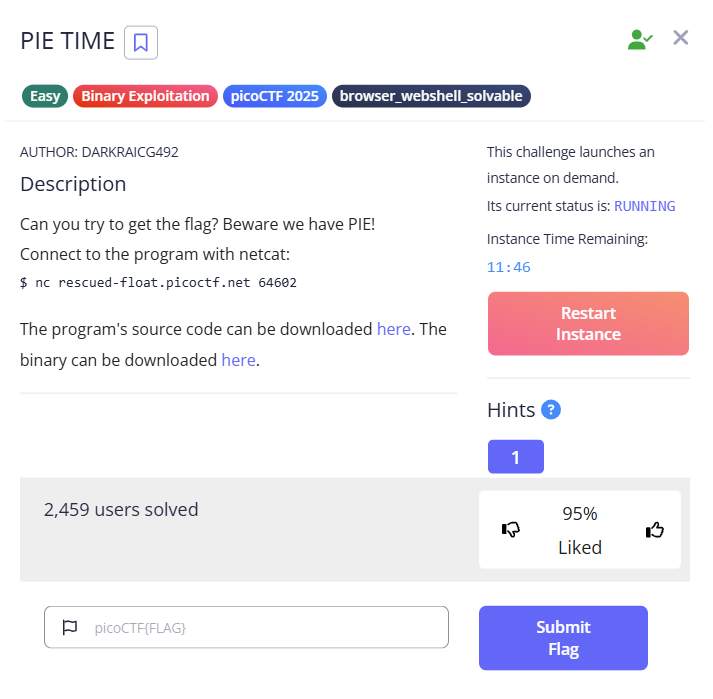 PIE TIME
Easy Binary Exploitation picoCTF 2025 browser_webshell_solvable
AUTHOR: DARKRAICG492
Description
Can you try to get the flag? Beware we have PIE!
Connect to the program with netcat:
$ nc rescued-float.picoctf.net 64602
The program's source code can be downloaded here. The
binary can be downloaded here.
This challenge launches an
instance on demand.
Its current status is: RUNNING
Instance Time Remaining:
11:46
Restart
Instance
Hints ?
1
2,459 users solved
95%
Liked
picoCTF{FLAG}
Submit
Flag